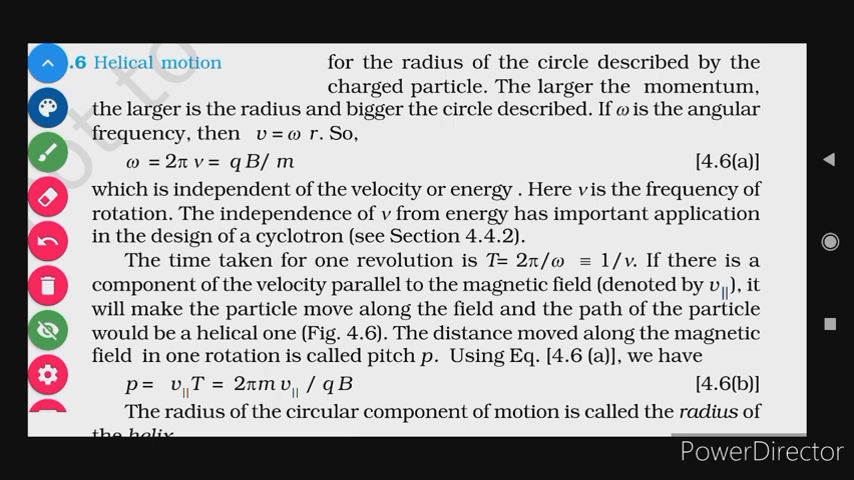 .6 Helical motion
for the radius of the circle described by the
charged particle. The larger the momentum,
the larger is the radius and bigger the circle described. If ω is the angular
frequency, then υ = ω r. So,
ω = 2π ν = q B/ m [4.6(a)]
which is independent of the velocity or energy . Here ν is the frequency of
rotation. The independence of ν from energy has important application
in the design of a cyclotron (see Section 4.4.2).
The time taken for one revolution is T= 2π/ω ≡ 1/ν. If there is a
component of the velocity parallel to the magnetic field (denoted by υ||), it
will make the particle move along the field and the path of the particle
would be a helical one (Fig. 4.6). The distance moved along the magnetic
field in one rotation is called pitch p. Using Eq. [4.6 (a)], we have
p = υ||T = 2πm υ|| / q B [4.6(b)]
The radius of the circular component of motion is called the radius of
the helix
not to
PowerDirector